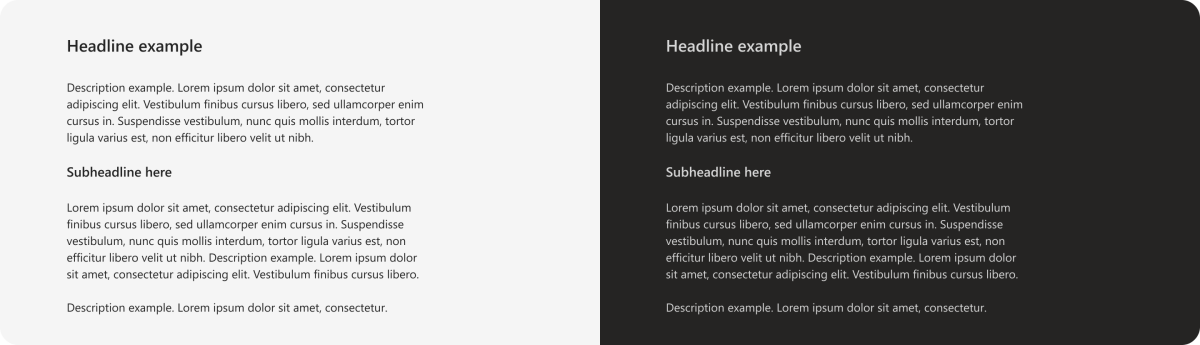 Headline example
Description example. Lorem ipsum dolor sit amet, consectetur
adipiscing elit. Vestibulum finibus cursus libero, sed ullamcorper enim
cursus in. Suspendisse vestibulum, nunc quis mollis interdum, tortor
ligula varius est, non efficitur libero velit ut nibh.
Subheadline here
Lorem ipsum dolor sit amet, consectetur adipiscing elit. Vestibulum
finibus cursus libero, sed ullamcorper enim cursus in. Suspendisse
vestibulum, nunc quis mollis interdum, tortor ligula varius est, non
efficitur libero velit ut nibh. Description example. Lorem ipsum dolor
sit amet, consectetur adipiscing elit. Vestibulum finibus cursus libero.
Description example. Lorem ipsum dolor sit amet, consectetur.
Headline example
Description example. Lorem ipsum dolor sit amet, consectetur
adipiscing elit. Vestibulum finibus cursus libero, sed ullamcorper enim
cursus in. Suspendisse vestibulum, nunc quis mollis interdum, tortor
ligula varius est, non efficitur libero velit ut nibh.
Subheadline here
Lorem ipsum dolor sit amet, consectetur adipiscing elit. Vestibulum
finibus cursus libero, sed ullamcorper enim cursus in. Suspendisse
vestibulum, nunc quis mollis interdum, tortor ligula varius est, non
efficitur libero velit ut nibh. Description example. Lorem ipsum dolor
sit amet, consectetur adipiscing elit. Vestibulum finibus cursus libero.
Description example. Lorem ipsum dolor sit amet, consectetur.